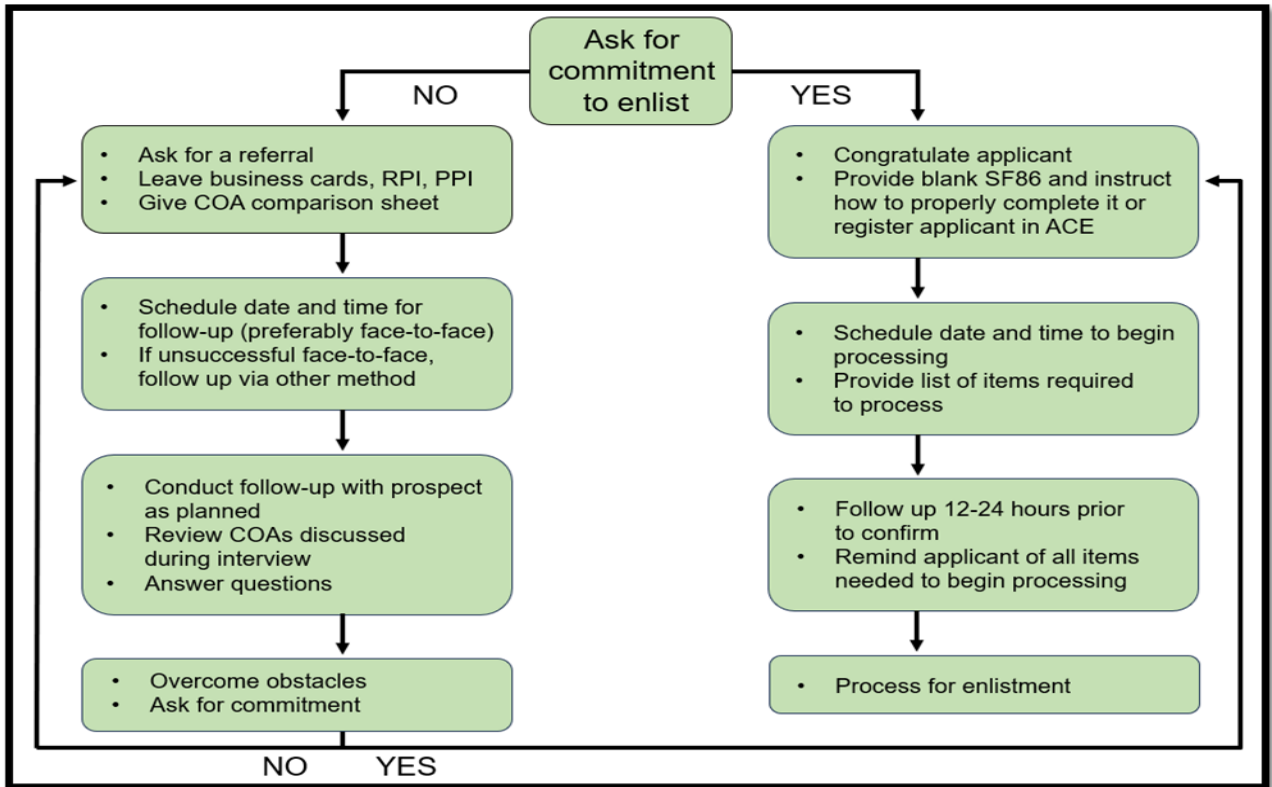 Ask for
commitment
to enlist
NO
YES
• Ask for a referral
• Leave business cards, RPI, PPI
• Give COA comparison sheet
• Schedule date and time for
follow-up (preferably face-to-face)
• If unsuccessful face-to-face,
follow up via other method
• Conduct follow-up with prospect
as planned
• Review COAs discussed
during interview
• Answer questions
• Overcome obstacles
• Ask for commitment
• Congratulate applicant
• Provide blank SF86 and instruct
how to properly complete it or
register applicant in ACE
• Schedule date and time to begin
processing
• Provide list of items required
to process
• Follow up 12-24 hours prior
to confirm
• Remind applicant of all items
needed to begin processing
• Process for enlistment
NO
YES